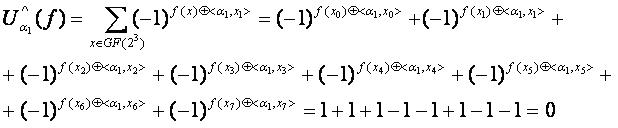 U^_{α₁}(f) = ∑_{x∈GF(2³)} (-1)^{f(x)⊕<α₁,x₁>} = (-1)^{f(x₀)⊕<α₁,x₀>} + (-1)^{f(x₁)⊕<α₁,x₁>} +
+ (-1)^{f(x₂)⊕<α₁,x₂>} + (-1)^{f(x₃)⊕<α₁,x₃>} + (-1)^{f(x₄)⊕<α₁,x₄>} + (-1)^{f(x₅)⊕<α₁,x₅>} +
+ (-1)^{f(x₆)⊕<α₁,x₆>} + (-1)^{f(x₇)⊕<α₁,x₇>} = 1+1+1-1-1+1-1-1=0